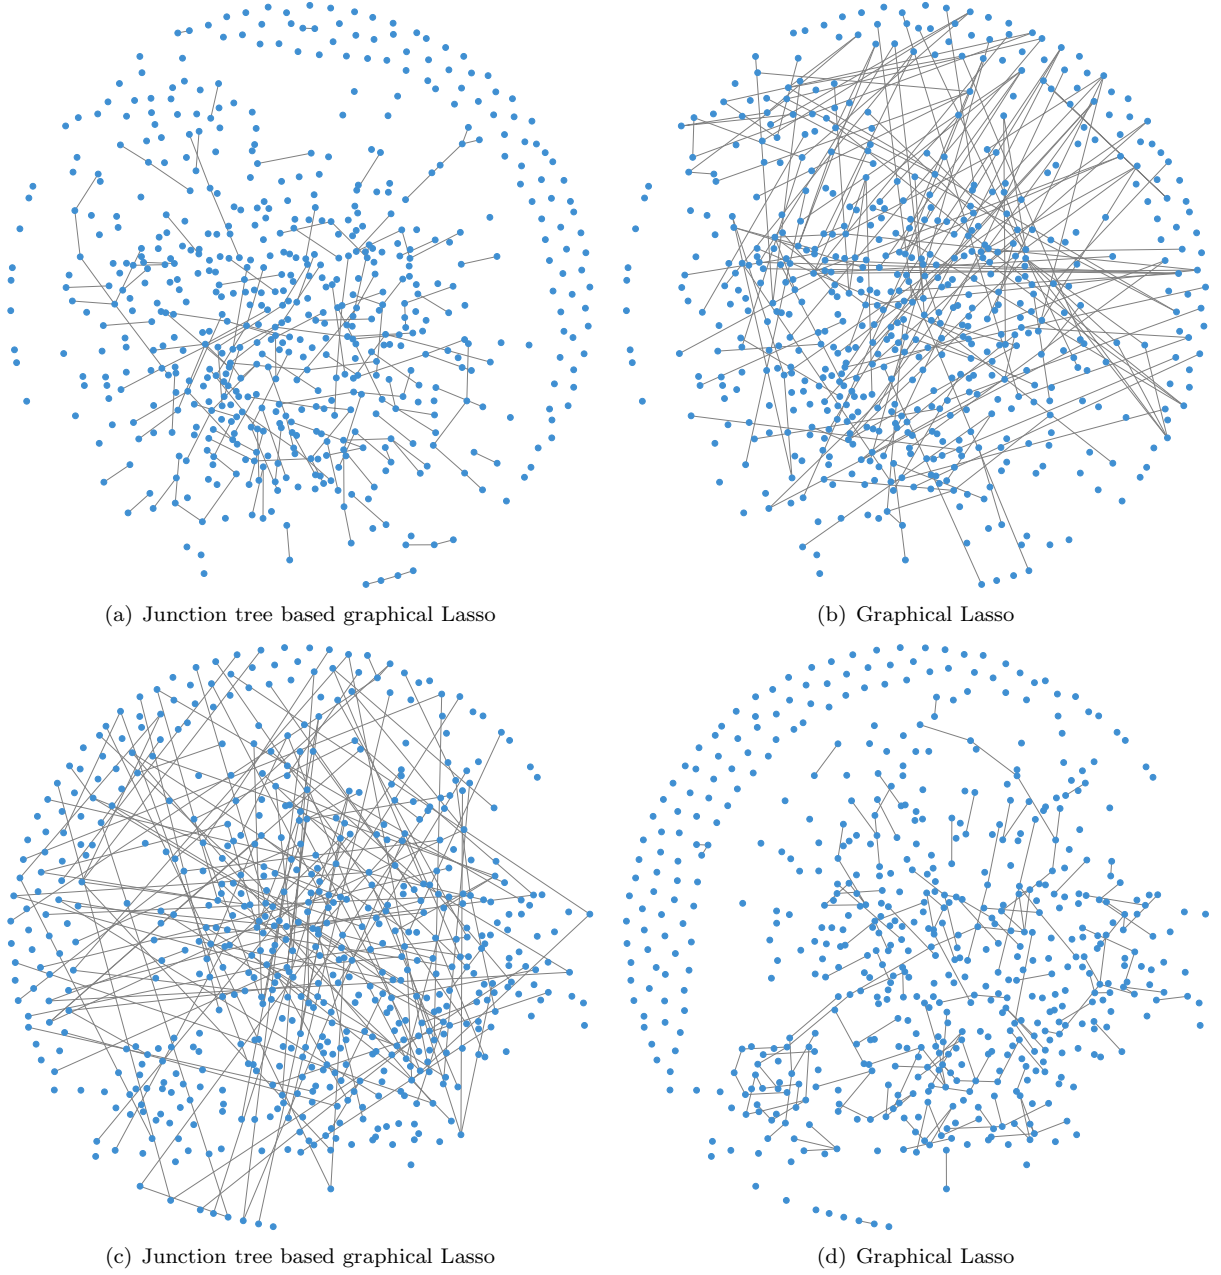 (a) Junction tree based graphical Lasso
(b) Graphical Lasso
(c) Junction tree based graphical Lasso
(d) Graphical Lasso